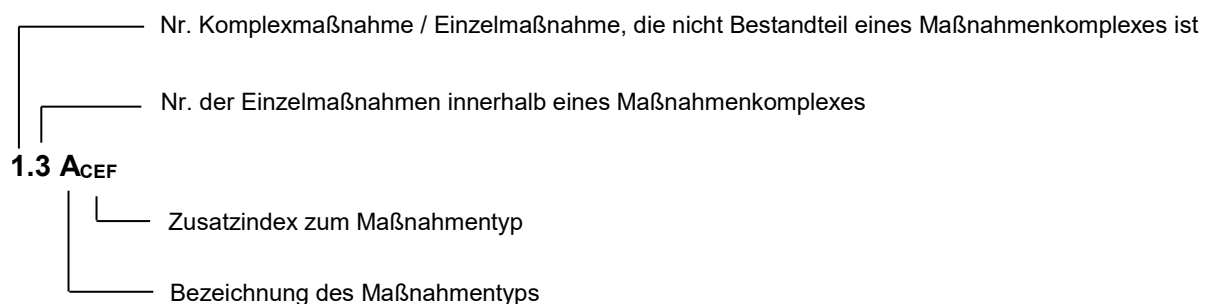 Nr. Komplexmaßnahme / Einzelmaßnahme, die nicht Bestandteil eines Maßnahmenkomplexes ist
Nr. der Einzelmaßnahmen innerhalb eines Maßnahmenkomplexes
1.3 ACEF
Zusatzindex zum Maßnahmentyp
Bezeichnung des Maßnahmentyps